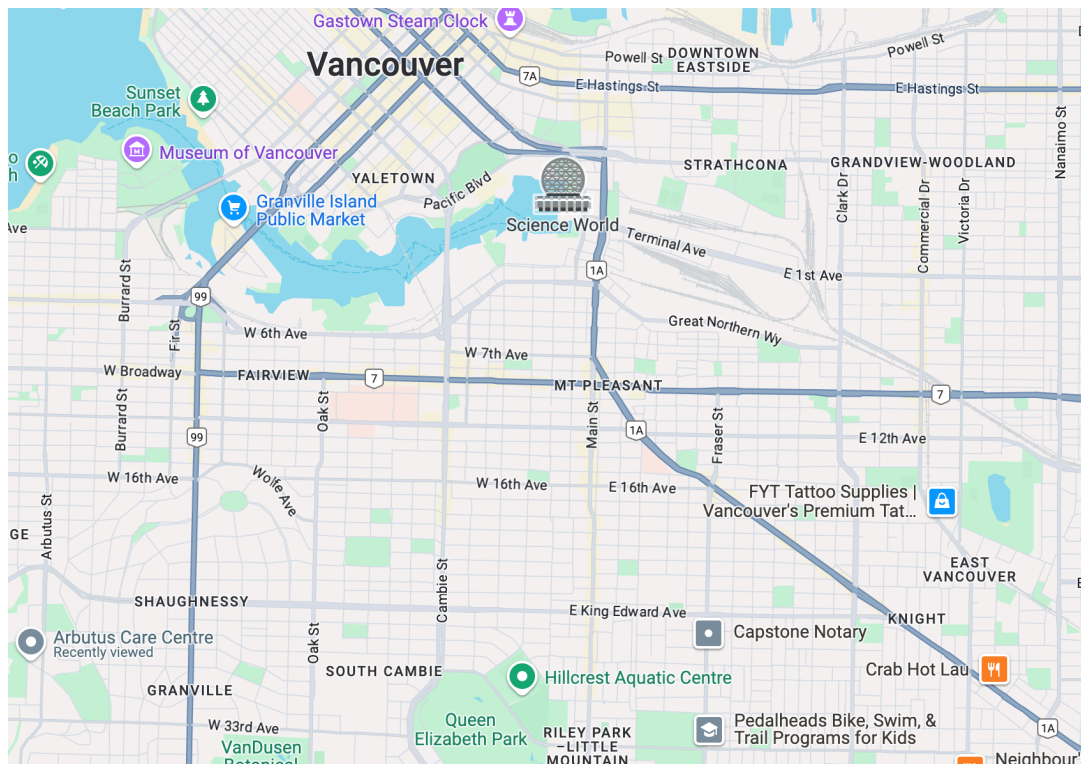 Gastown Steam Clock
Vancouver
Powell St
DOWNTOWN
EASTSIDE
Powell St
7A
E Hastings St
E Hastings St
Sunset
Beach Park
Nanaimo St
Museum of Vancouver
STRATHCONA
GRANDVIEW-WOODLAND
o
h
YALETOWN
Pacific Blvd
Clark Dr
Commercial Dr
Victoria Dr
Granville Island
Public Market
Science World
Ave
Terminal Ave
1A
E 1st Ave
Burrard St
99
Fir St
W 6th Ave
Great Northern Wy
W 7th Ave
W Broadway
FAIRVIEW
7
MT PLEASANT
7
Burrard St
Oak St
Main St
1A
Fraser St
99
E 12th Ave
W 16th Ave
Wolfe Ave
W 16th Ave
E 16th Ave
FYT Tattoo Supplies |
Vancouver's Premium Tat...
Arbutus St
GE
EAST
VANCOUVER
E
Cambie St
SHAUGHNESSY
E King Edward Ave
KNIGHT
Arbutus Care Centre
Recently viewed
Oak St
Capstone Notary
SOUTH CAMBIE
Hillcrest Aquatic Centre
Crab Hot Lau
GRANVILLE
W 33rd Ave
Queen
Elizabeth Park
Pedalheads Bike, Swim, &
Trail Programs for Kids
1A
VanDusen
Botanical
RILEY PARK
–LITTLE
MOUNTAIN
Neighbour'